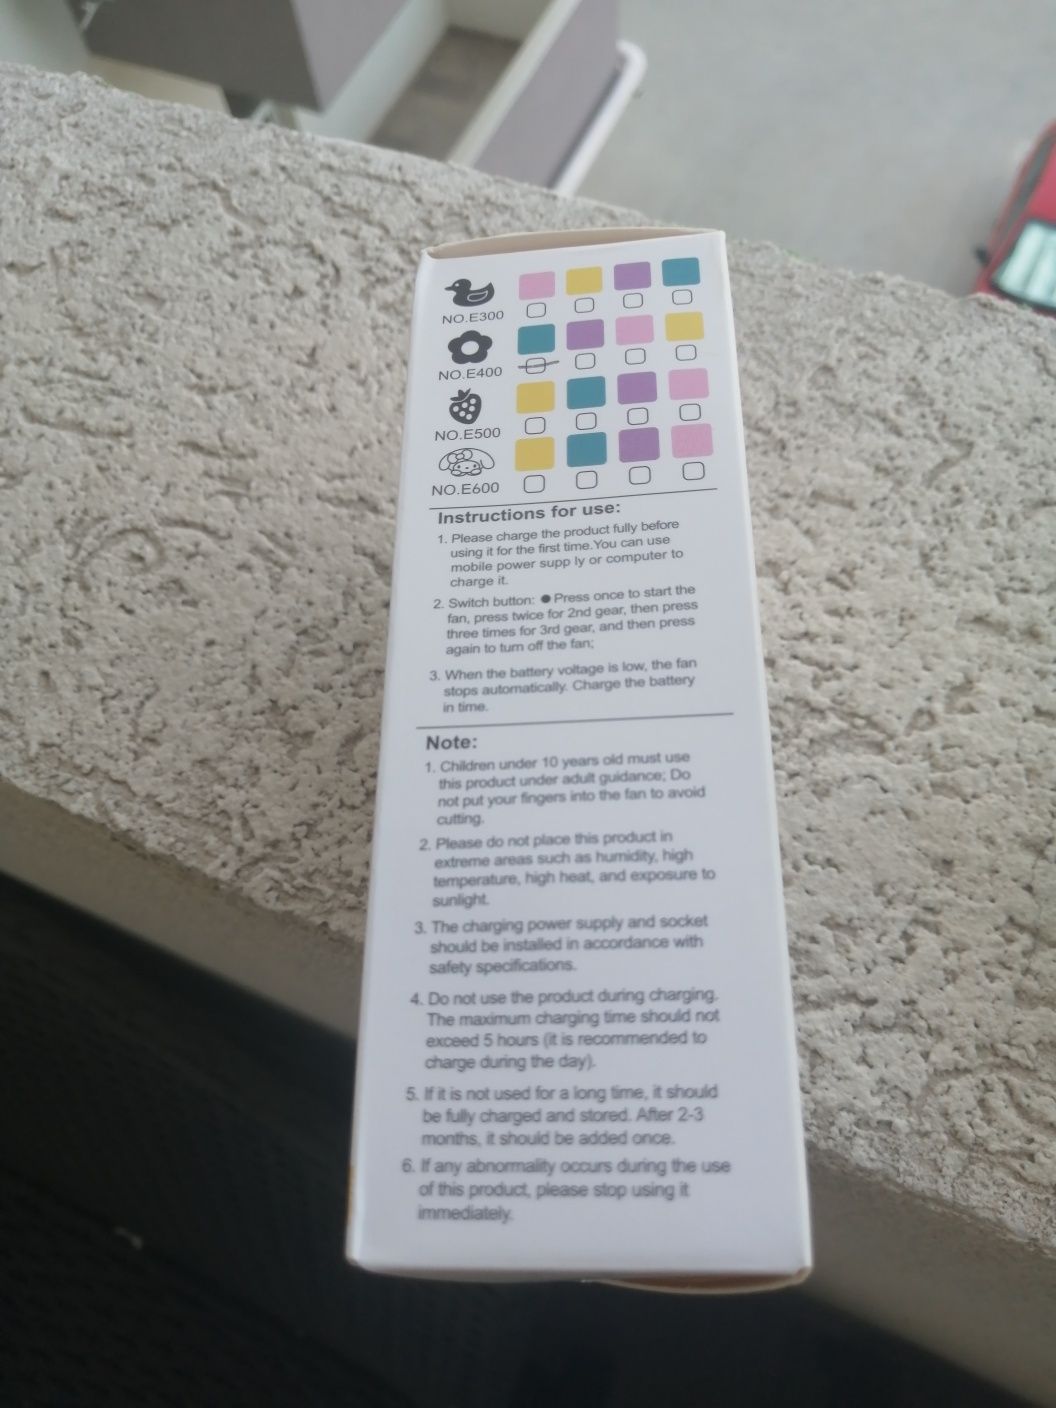 NO.E300
NO.E400
NO.E500
NO.E600
Instructions for use:
1. Please charge the product fully before
using it for the first time.You can use
mobile power supp ly or computer to
charge it.
2. Switch button: ● Press once to start the
fan, press twice for 2nd gear, then press
three times for 3rd gear, and then press
again to turn off the fan;
3. When the battery voltage is low, the fan
stops automatically. Charge the battery
in time.
Note:
1. Children under 10 years old must use
this product under adult guidance; Do
not put your fingers into the fan to avoid
cutting.
2. Please do not place this product in
extreme areas such as humidity, high
temperature, high heat, and exposure to
sunlight.
3. The charging power supply and socket
should be installed in accordance with
safety specifications.
4. Do not use the product during charging.
The maximum charging time should not
exceed 5 hours (it is recommended to
charge during the day).
5. If it is not used for a long time, it should
be fully charged and stored. After 2-3
months, it should be added once.
6. If any abnormality occurs during the use
of this product, please stop using it
immediately.